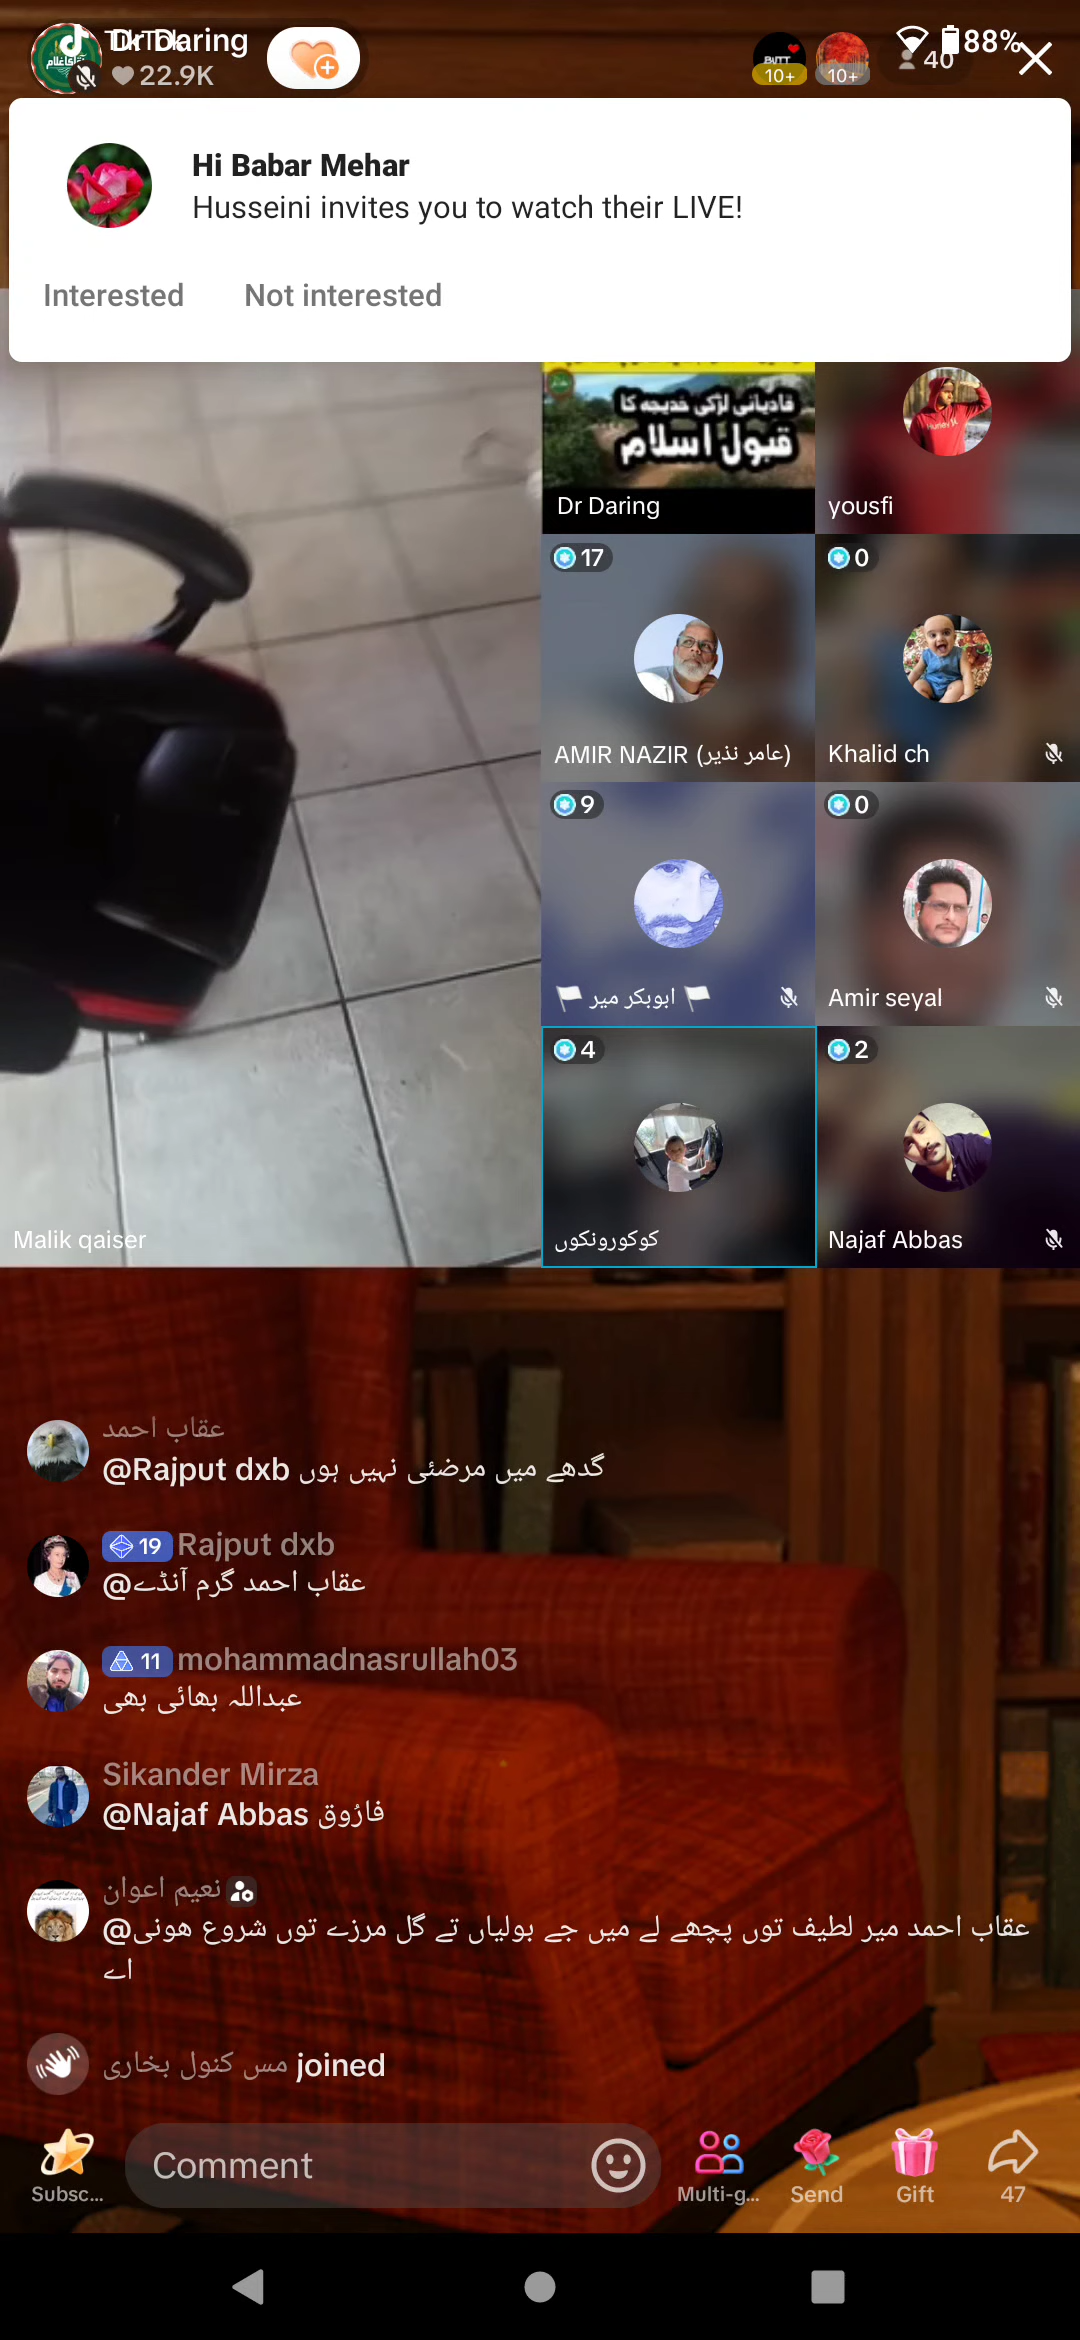 Dr Daring
22.9K
10+
10+
40
88%
Hi Babar Mehar
Husseini invites you to watch their LIVE!
Interested
Not interested
قادیانی لڑکی خدیجہ کا
قبول اسلام
Dr Daring
yousfi
17
0
AMIR NAZIR (عامر نذیر)
Khalid ch
9
0
ابوبکر میر
Amir seyal
4
2
Malik qaiser
کوکورونکوں
Najaf Abbas
عقاب احمد
@Rajput dxb گدھے میں مرضئی نہیں ہوں
19 Rajput dxb
@عقاب احمد گرم آنڈے
11 mohammadnasrullah03
عبداللہ بھائی بھی
Sikander Mirza
@Najaf Abbas فارُوق
نعیم اعوان
@عقاب احمد میر لطیف توں پچھے لے میں جے بولیاں تے گل مرزے توں شروع ھونی
اے
مس کنول بخاری joined
Comment
Subsc...
Multi-g...
Send
Gift
47